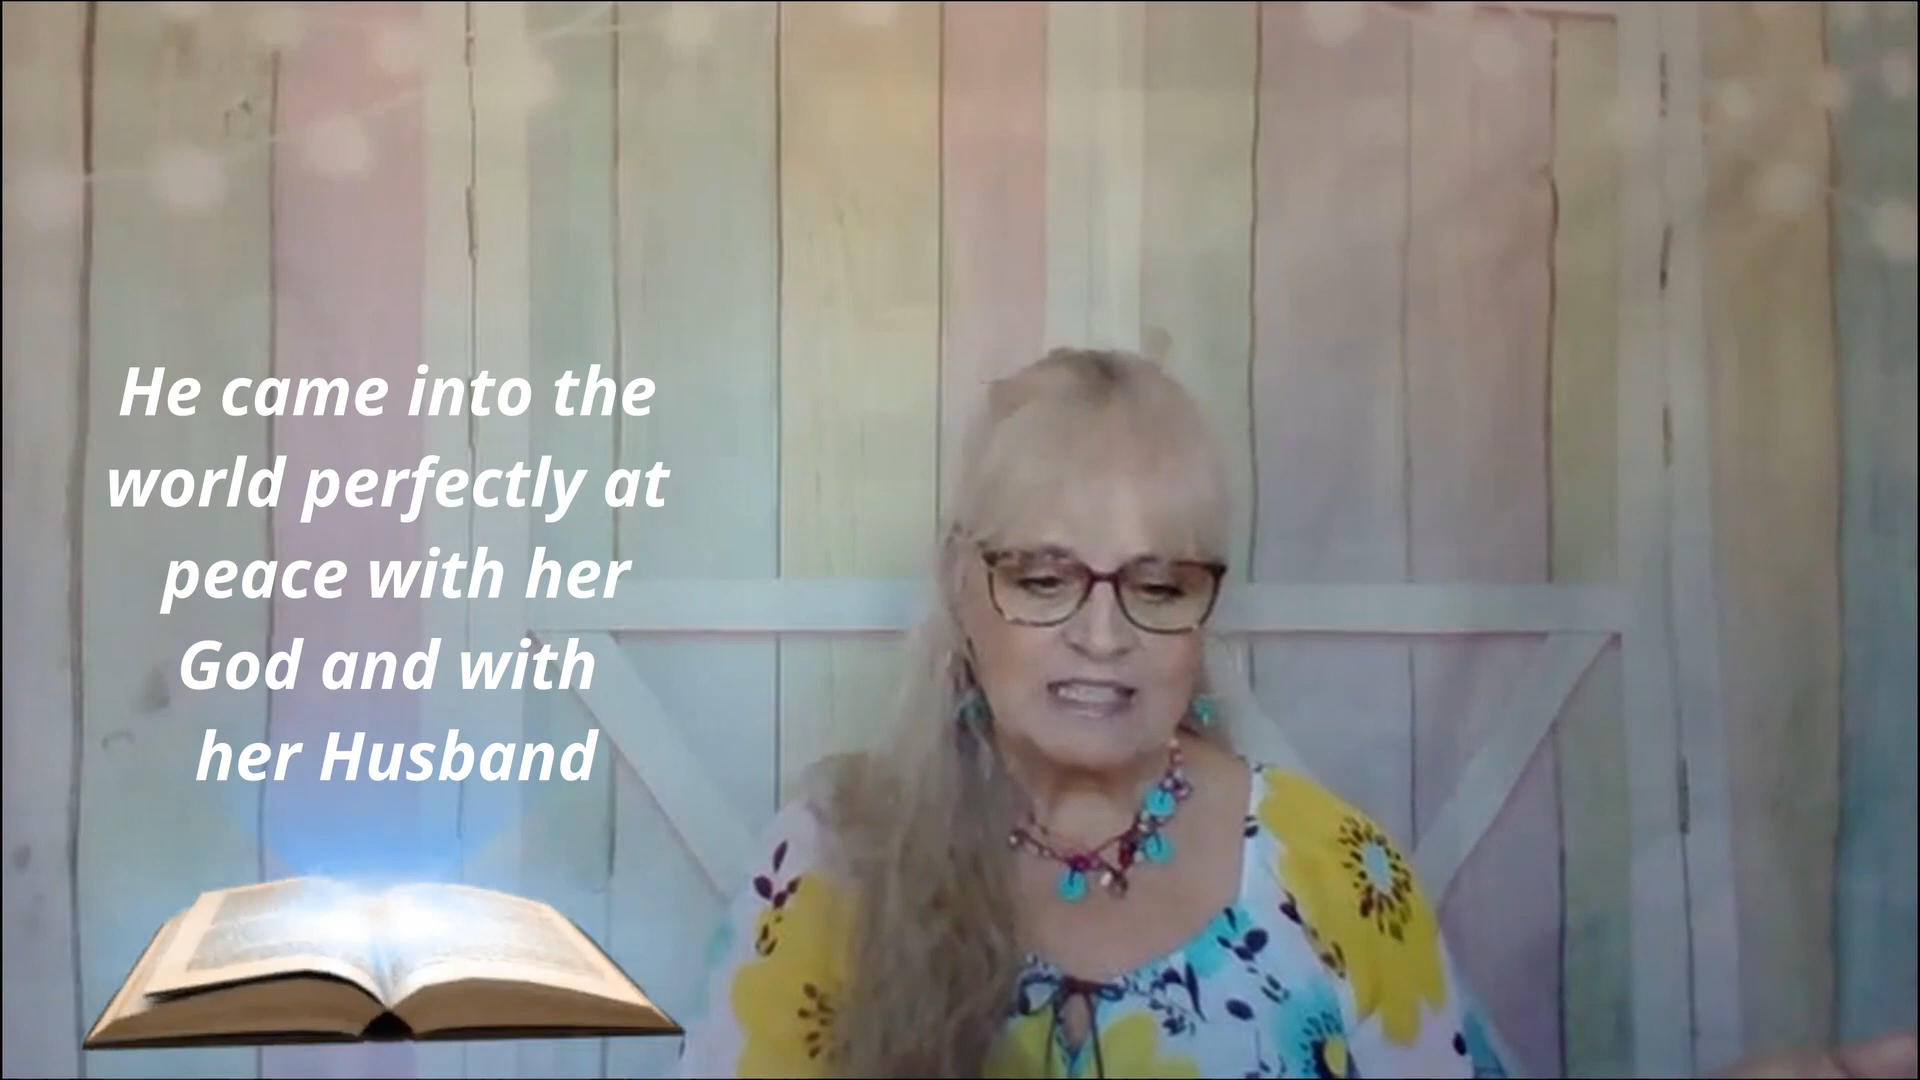 He came into the
world perfectly at
peace with her
God and with
her Husband